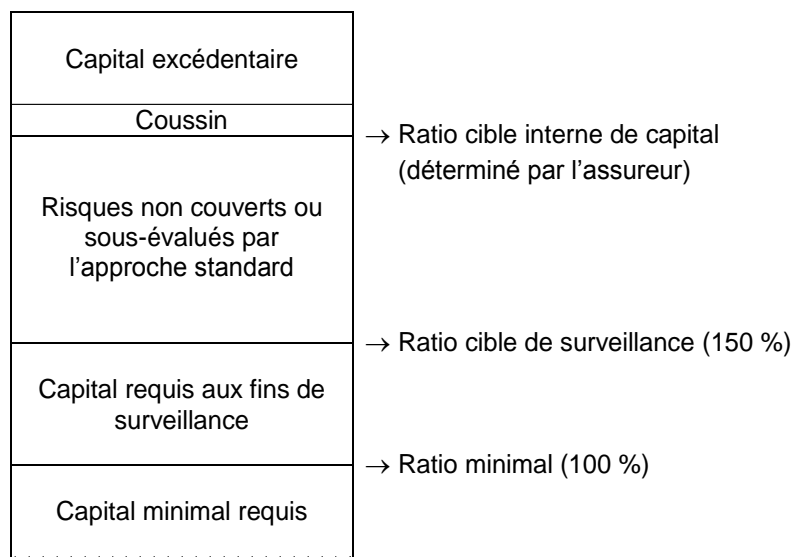 Capital excédentaire
Coussin
→ Ratio cible interne de capital
(déterminé par l’assureur)
Risques non couverts ou
sous-évalués par
l’approche standard
→ Ratio cible de surveillance (150 %)
Capital requis aux fins de
surveillance
→ Ratio minimal (100 %)
Capital minimal requis